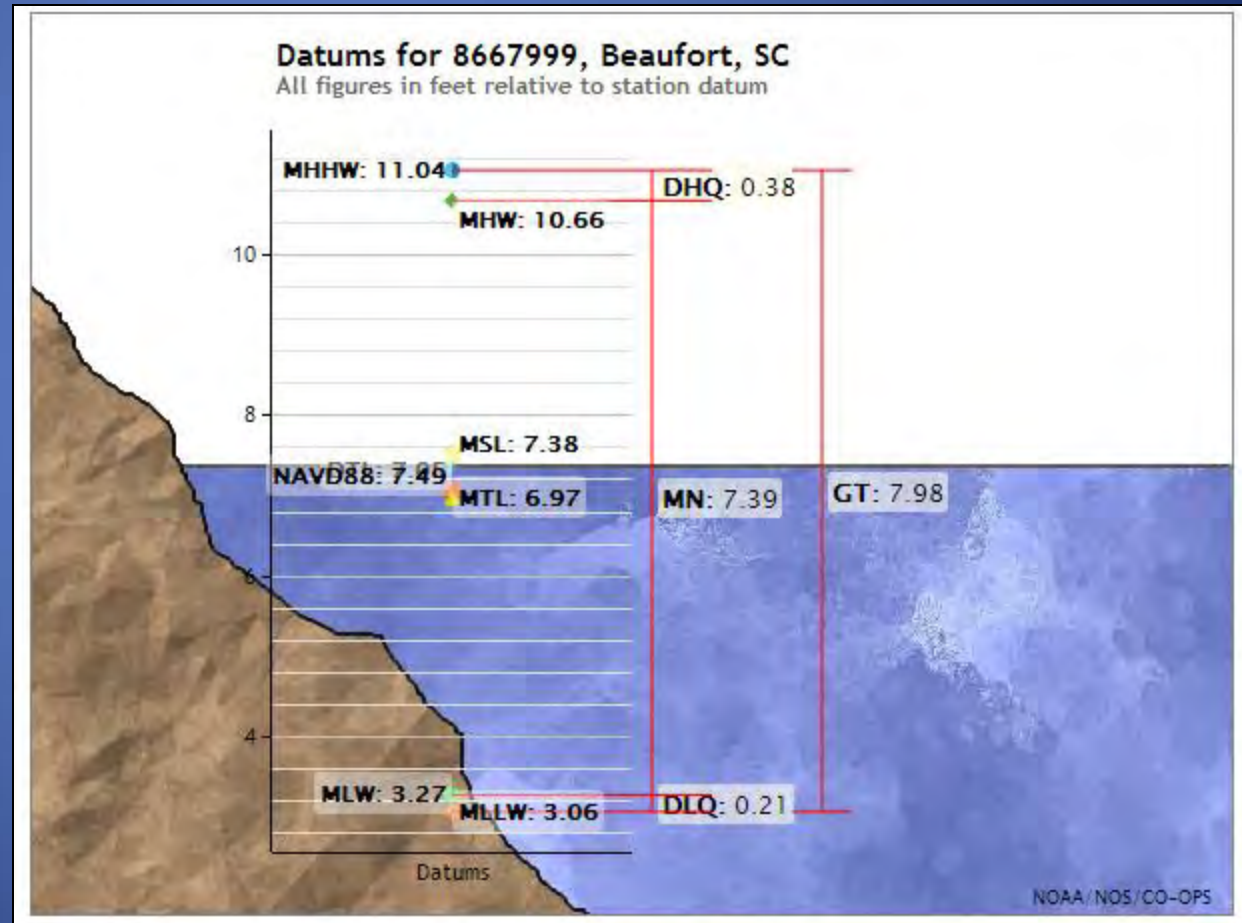 Datums for 8667999, Beaufort, SC
All figures in feet relative to station datum
MHHW: 11.04
DHQ: 0.38
MHW: 10.66
10
8
MSL: 7.38
NAVD88: 7.49
MTL: 6.97
MN: 7.39
GT: 7.98
6
4
MLW: 3.27
MLLW: 3.06
DLQ: 0.21
Datums
NOAA/NOS/CO-OPS